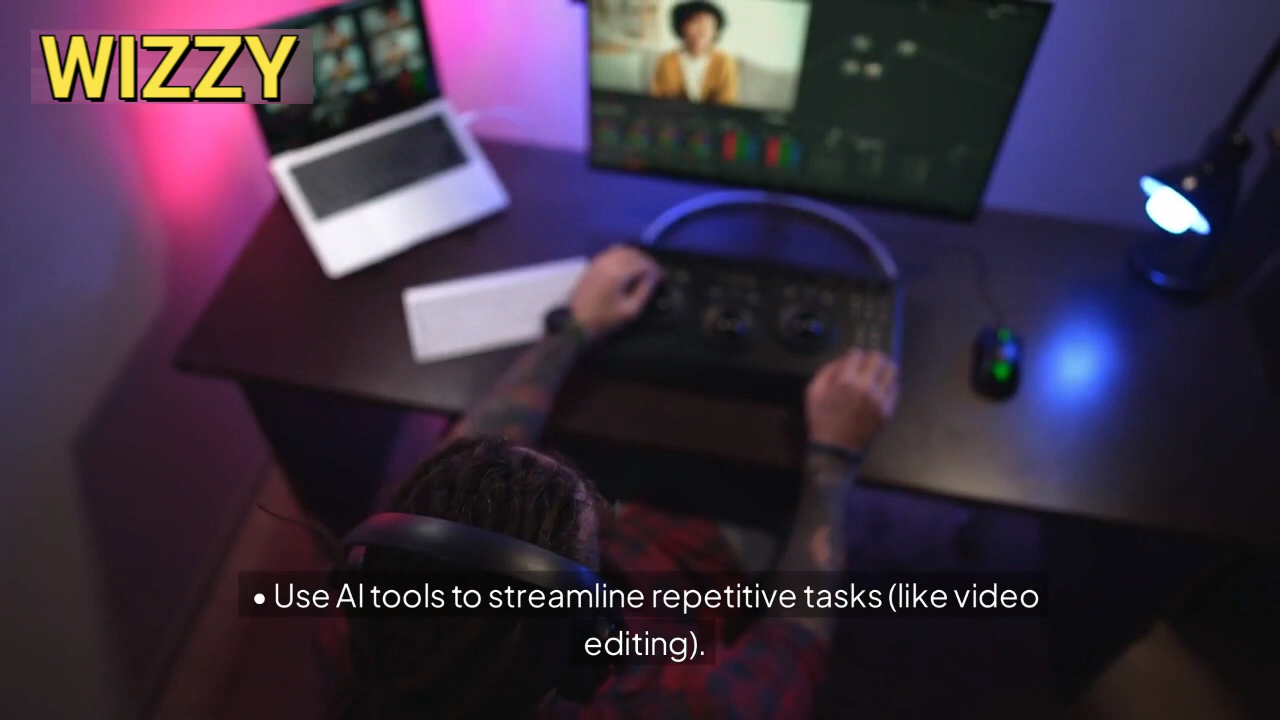 WIZZY
• Use AI tools to streamline repetitive tasks (like video
editing).